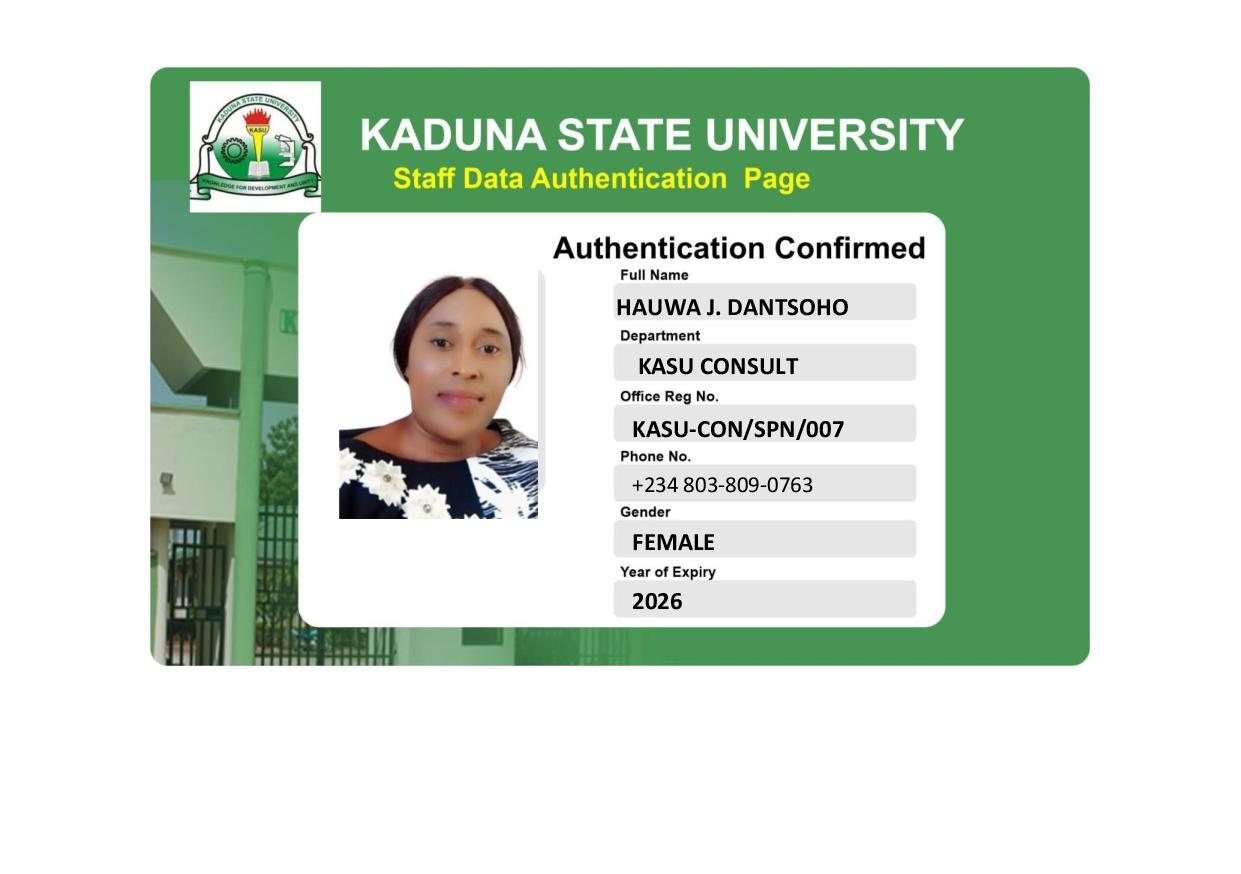 KADUNA STATE UNIVERSITY
KASU
KNOWLEDGE FOR DEVELOPMENT AND UNITY
KADUNA STATE UNIVERSITY
Staff Data Authentication Page
Authentication Confirmed
Full Name
HAUWA J. DANTSOHO
Department
KASU CONSULT
Office Reg No.
KASU-CON/SPN/007
Phone No.
+234 803-809-0763
Gender
FEMALE
Year of Expiry
2026